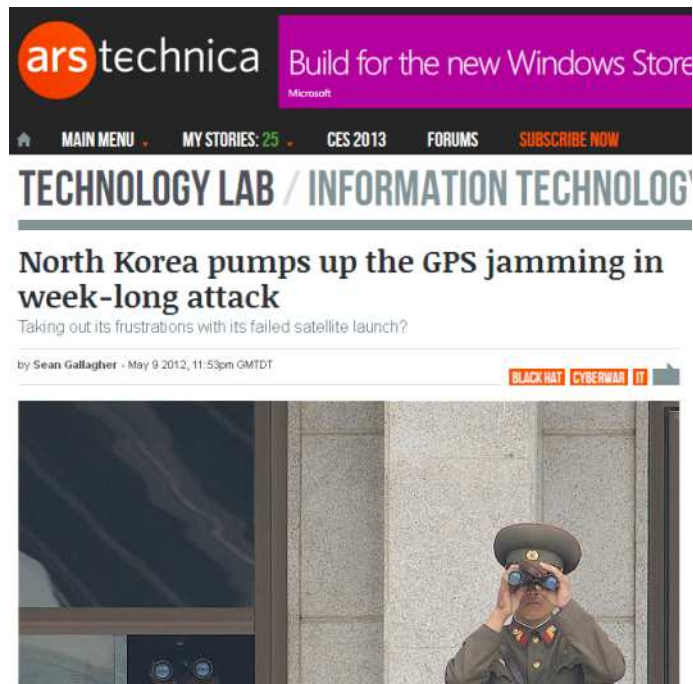 ars technica
Build for the new Windows Store
Microsoft
MAIN MENU MY STORIES: 25 CES 2013 FORUMS SUBSCRIBE NOW
TECHNOLOGY LAB / INFORMATION TECHNOLOGY
North Korea pumps up the GPS jamming in
week-long attack
Taking out its frustrations with its failed satellite launch?
by Sean Gallagher - May 9 2012, 11:53pm GMTDT
BLACK HAT CYBERWAR IT